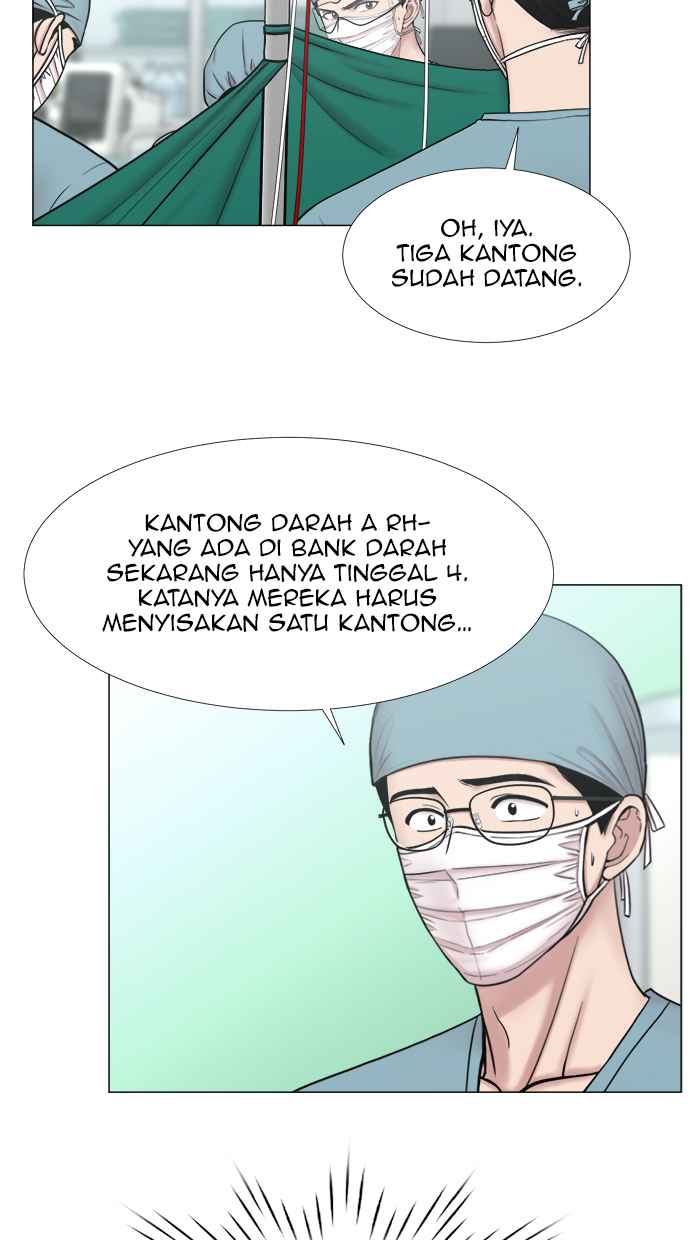 OH, IYA.
TIGA KANTONG
SUDAH DATANG.
KANTONG DARAH A RH-
YANG ADA DI BANK DARAH
SEKARANG HANYA TINGGAL 4.
KATANYA MEREKA HARUS
MENYISAKAN SATU KANTONG...